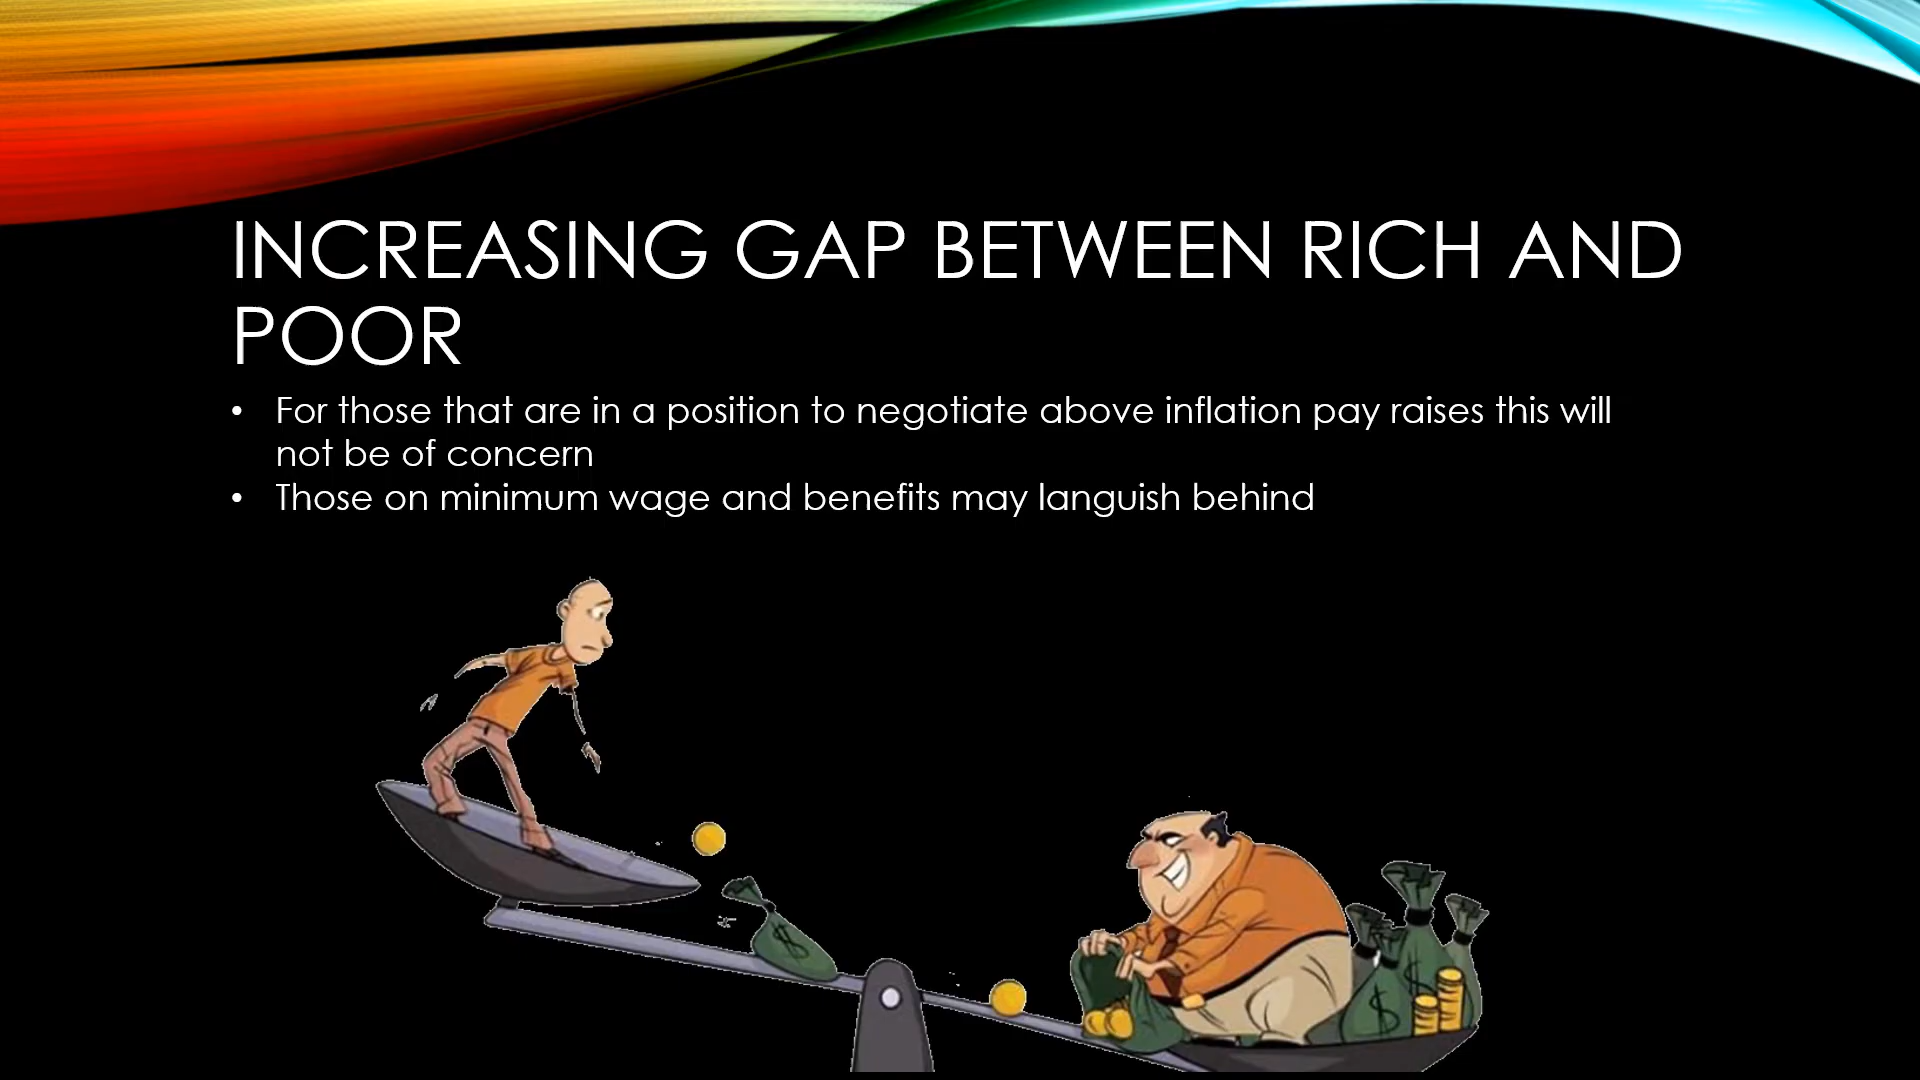 INCREASING GAP BETWEEN RICH AND
POOR
• For those that are in a position to negotiate above inflation pay raises this will
not be of concern
• Those on minimum wage and benefits may languish behind
$
$
$